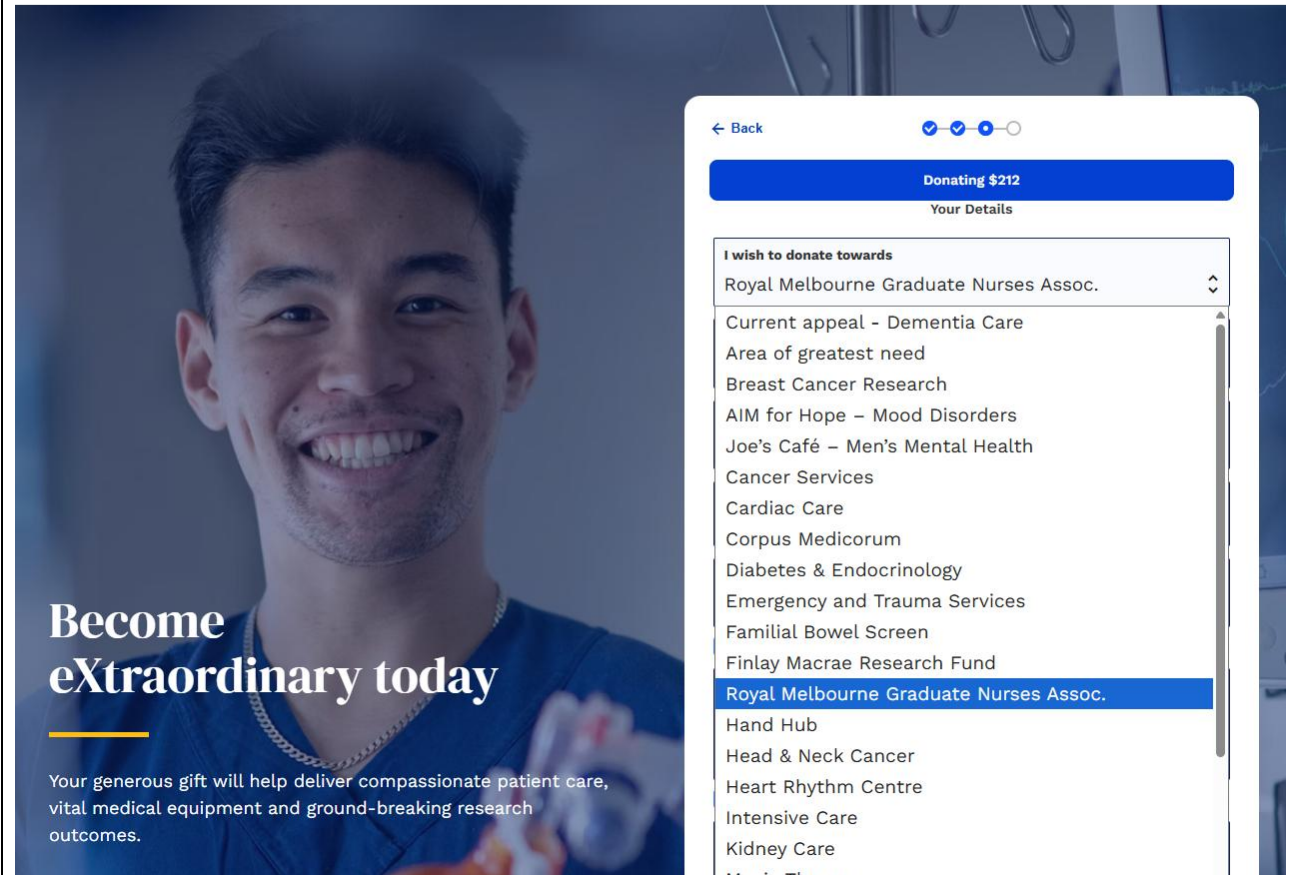 Become
eXtraordinary today
Your generous gift will help deliver compassionate patient care,
vital medical equipment and ground-breaking research
outcomes.
← Back
Donating $212
Your Details
I wish to donate towards
Royal Melbourne Graduate Nurses Assoc.
Current appeal - Dementia Care
Area of greatest need
Breast Cancer Research
AIM for Hope – Mood Disorders
Joe’s Café – Men’s Mental Health
Cancer Services
Cardiac Care
Corpus Medicorum
Diabetes & Endocrinology
Emergency and Trauma Services
Familial Bowel Screen
Finlay Macrae Research Fund
Royal Melbourne Graduate Nurses Assoc.
Hand Hub
Head & Neck Cancer
Heart Rhythm Centre
Intensive Care
Kidney Care